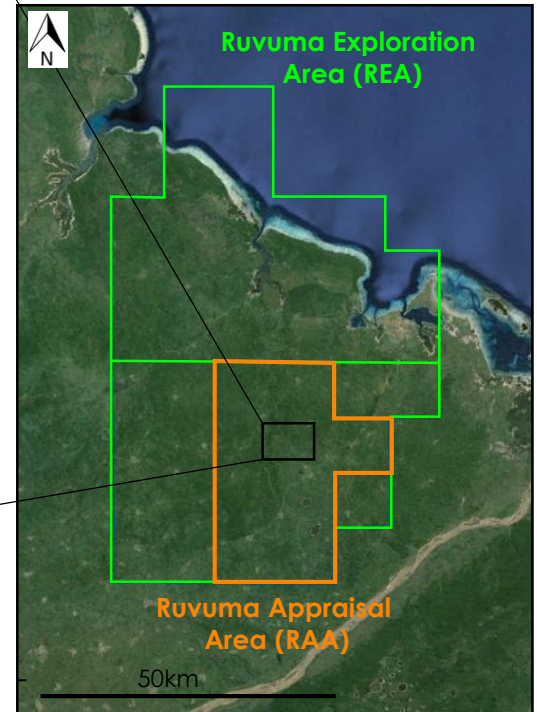 N
Ruvuma Exploration
Area (REA)
Ruvuma Appraisal
Area (RAA)
50km